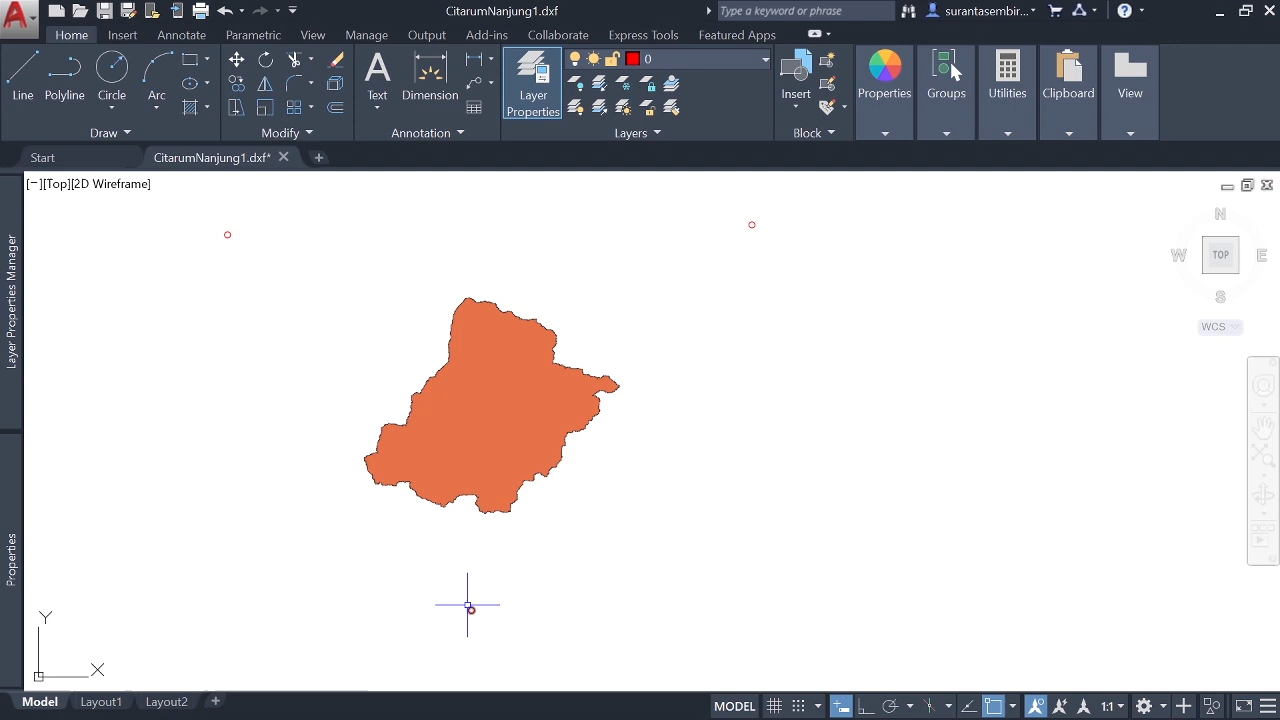 A
CitarumNanjung1.dxf
Type a keyword or phrase
surantasembir...
?
Home
Insert
Annotate
Parametric
View
Manage
Output
Add-ins
Collaborate
Express Tools
Featured Apps
Line
Polyline
Circle
Arc
Text
Dimension
Layer
Properties
0
Insert
Properties
Groups
Utilities
Clipboard
View
Draw
Modify
Annotation
Layers
Block
Start
CitarumNanjung1.dxf*
[−][Top][2D Wireframe]
N
W
TOP
E
S
WCS
Layer Properties Manager
Properties
Y
X
Model
Layout1
Layout2
MODEL
1:1